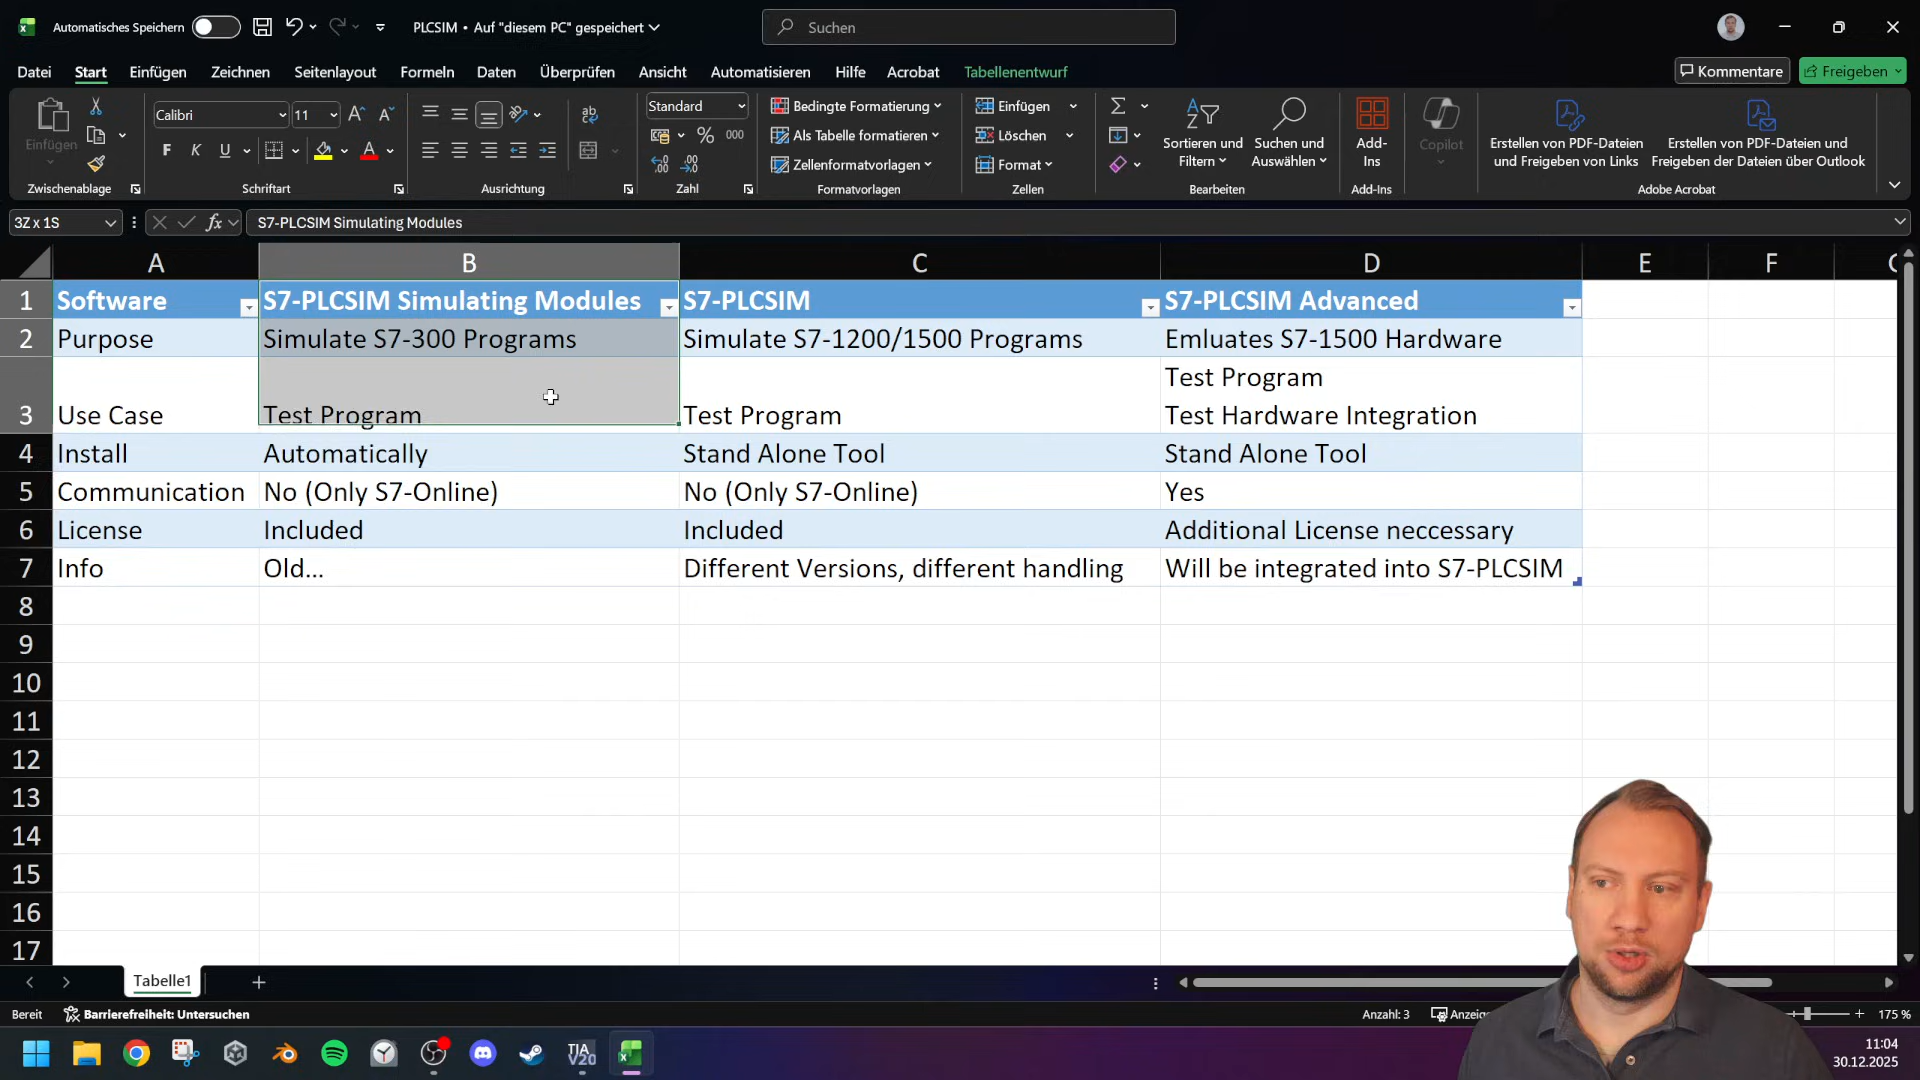 Automatisches Speichern
PLCSIM • Auf "diesem PC" gespeichert
Suchen
Datei Start Einfügen Zeichnen Seitenlayout Formeln Daten Überprüfen Ansicht Automatisieren Hilfe Acrobat Tabellenentwurf
Kommentare
Freigeben
Einfügen
Zwischenablage
Calibri 11
F K U
Schriftart
Ausrichtung
Standard
% 000
Zahl
Bedingte Formatierung
Als Tabelle formatieren
Zellenformatvorlagen
Formatvorlagen
Einfügen
Löschen
Format
Zellen
Sortieren und
Filtern
Suchen und
Auswählen
Bearbeiten
Add-
Ins
Add-Ins
Copilot
Erstellen von PDF-Dateien
und Freigeben von Links
Erstellen von PDF-Dateien und
Freigeben der Dateien über Outlook
Adobe Acrobat
3Z x 1S
fx
S7-PLCSIM Simulating Modules
A B C D E F
1 Software S7-PLCSIM Simulating Modules S7-PLCSIM S7-PLCSIM Advanced
2 Purpose Simulate S7-300 Programs Simulate S7-1200/1500 Programs Emluates S7-1500 Hardware
Test Program
3 Use Case Test Program Test Program Test Hardware Integration
4 Install Automatically Stand Alone Tool Stand Alone Tool
5 Communication No (Only S7-Online) No (Only S7-Online) Yes
6 License Included Included Additional License neccessary
7 Info Old... Different Versions, different handling Will be integrated into S7-PLCSIM
8
9
10
11
12
13
14
15
16
17
Tabelle1
Bereit
Barrierefreiheit: Untersuchen
Anzahl: 3
175 %
TIA
V20
11:04
30.12.2025